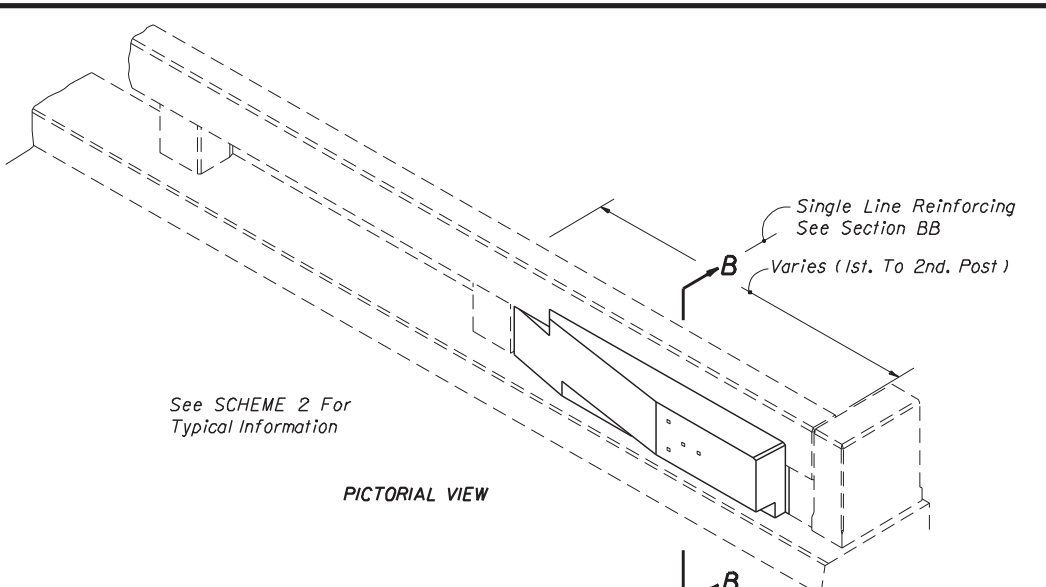 Single Line Reinforcing
See Section BB
B
Varies (1st. To 2nd. Post)
See SCHEME 2 For
Typical Information
PICTORIAL VIEW
B